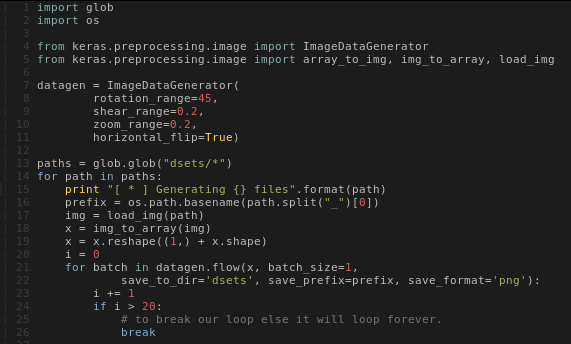 1 import glob
2 import os
3
4 from keras.preprocessing.image import ImageDataGenerator
5 from keras.preprocessing.image import array_to_img, img_to_array, load_img
6
7 datagen = ImageDataGenerator(
8         rotation_range=45,
9         shear_range=0.2,
10         zoom_range=0.2,
11         horizontal_flip=True)
12
13 paths = glob.glob("dsets/*")
14 for path in paths:
15     print "[ * ] Generating {} files".format(path)
16     prefix = os.path.basename(path.split("_")[0])
17     img = load_img(path)
18     x = img_to_array(img)
19     x = x.reshape((1,) + x.shape)
20     i = 0
21     for batch in datagen.flow(x, batch_size=1,
22             save_to_dir='dsets', save_prefix=prefix, save_format='png'):
23         i += 1
24         if i > 20:
25             # to break our loop else it will loop forever.
26             break